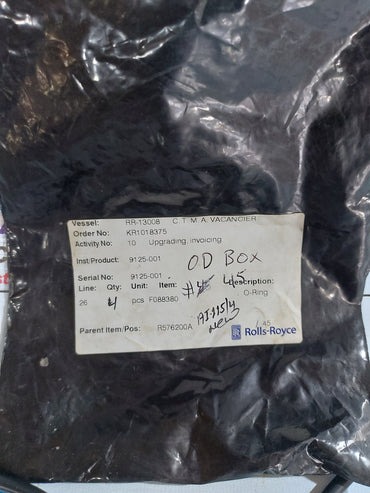 Vessel: RR-13008 C.T.M.A. VACANCIER
Order No: KR1018375
Activity No: 10 Upgrading, invoicing
Inst/Product: 9125-001 OD BOX
Serial No: 9125-001
Line: Qty: Unit: Item: Description:
26 4 pcs F088380 45 O-Ring
Parent Item/Pos: R576200A / 45
new
Rolls-Royce